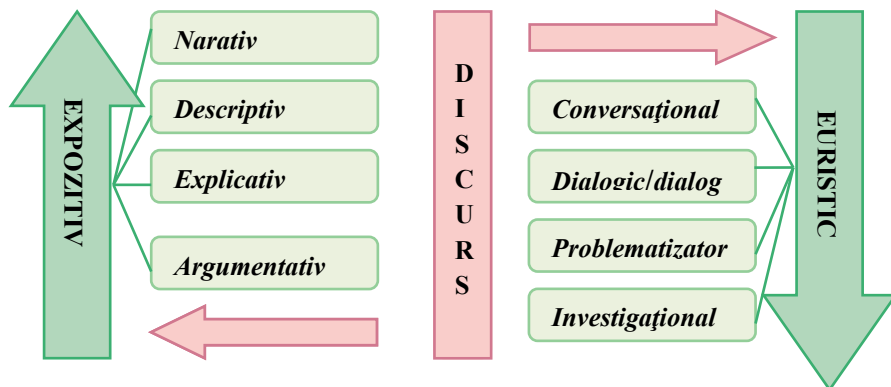 EXPOZITIV
Narativ
Descriptiv
Explicativ
Argumentativ
DISCURS
Conversaţional
Dialogic/dialog
Problematizator
Investigaţional
EURISTIC